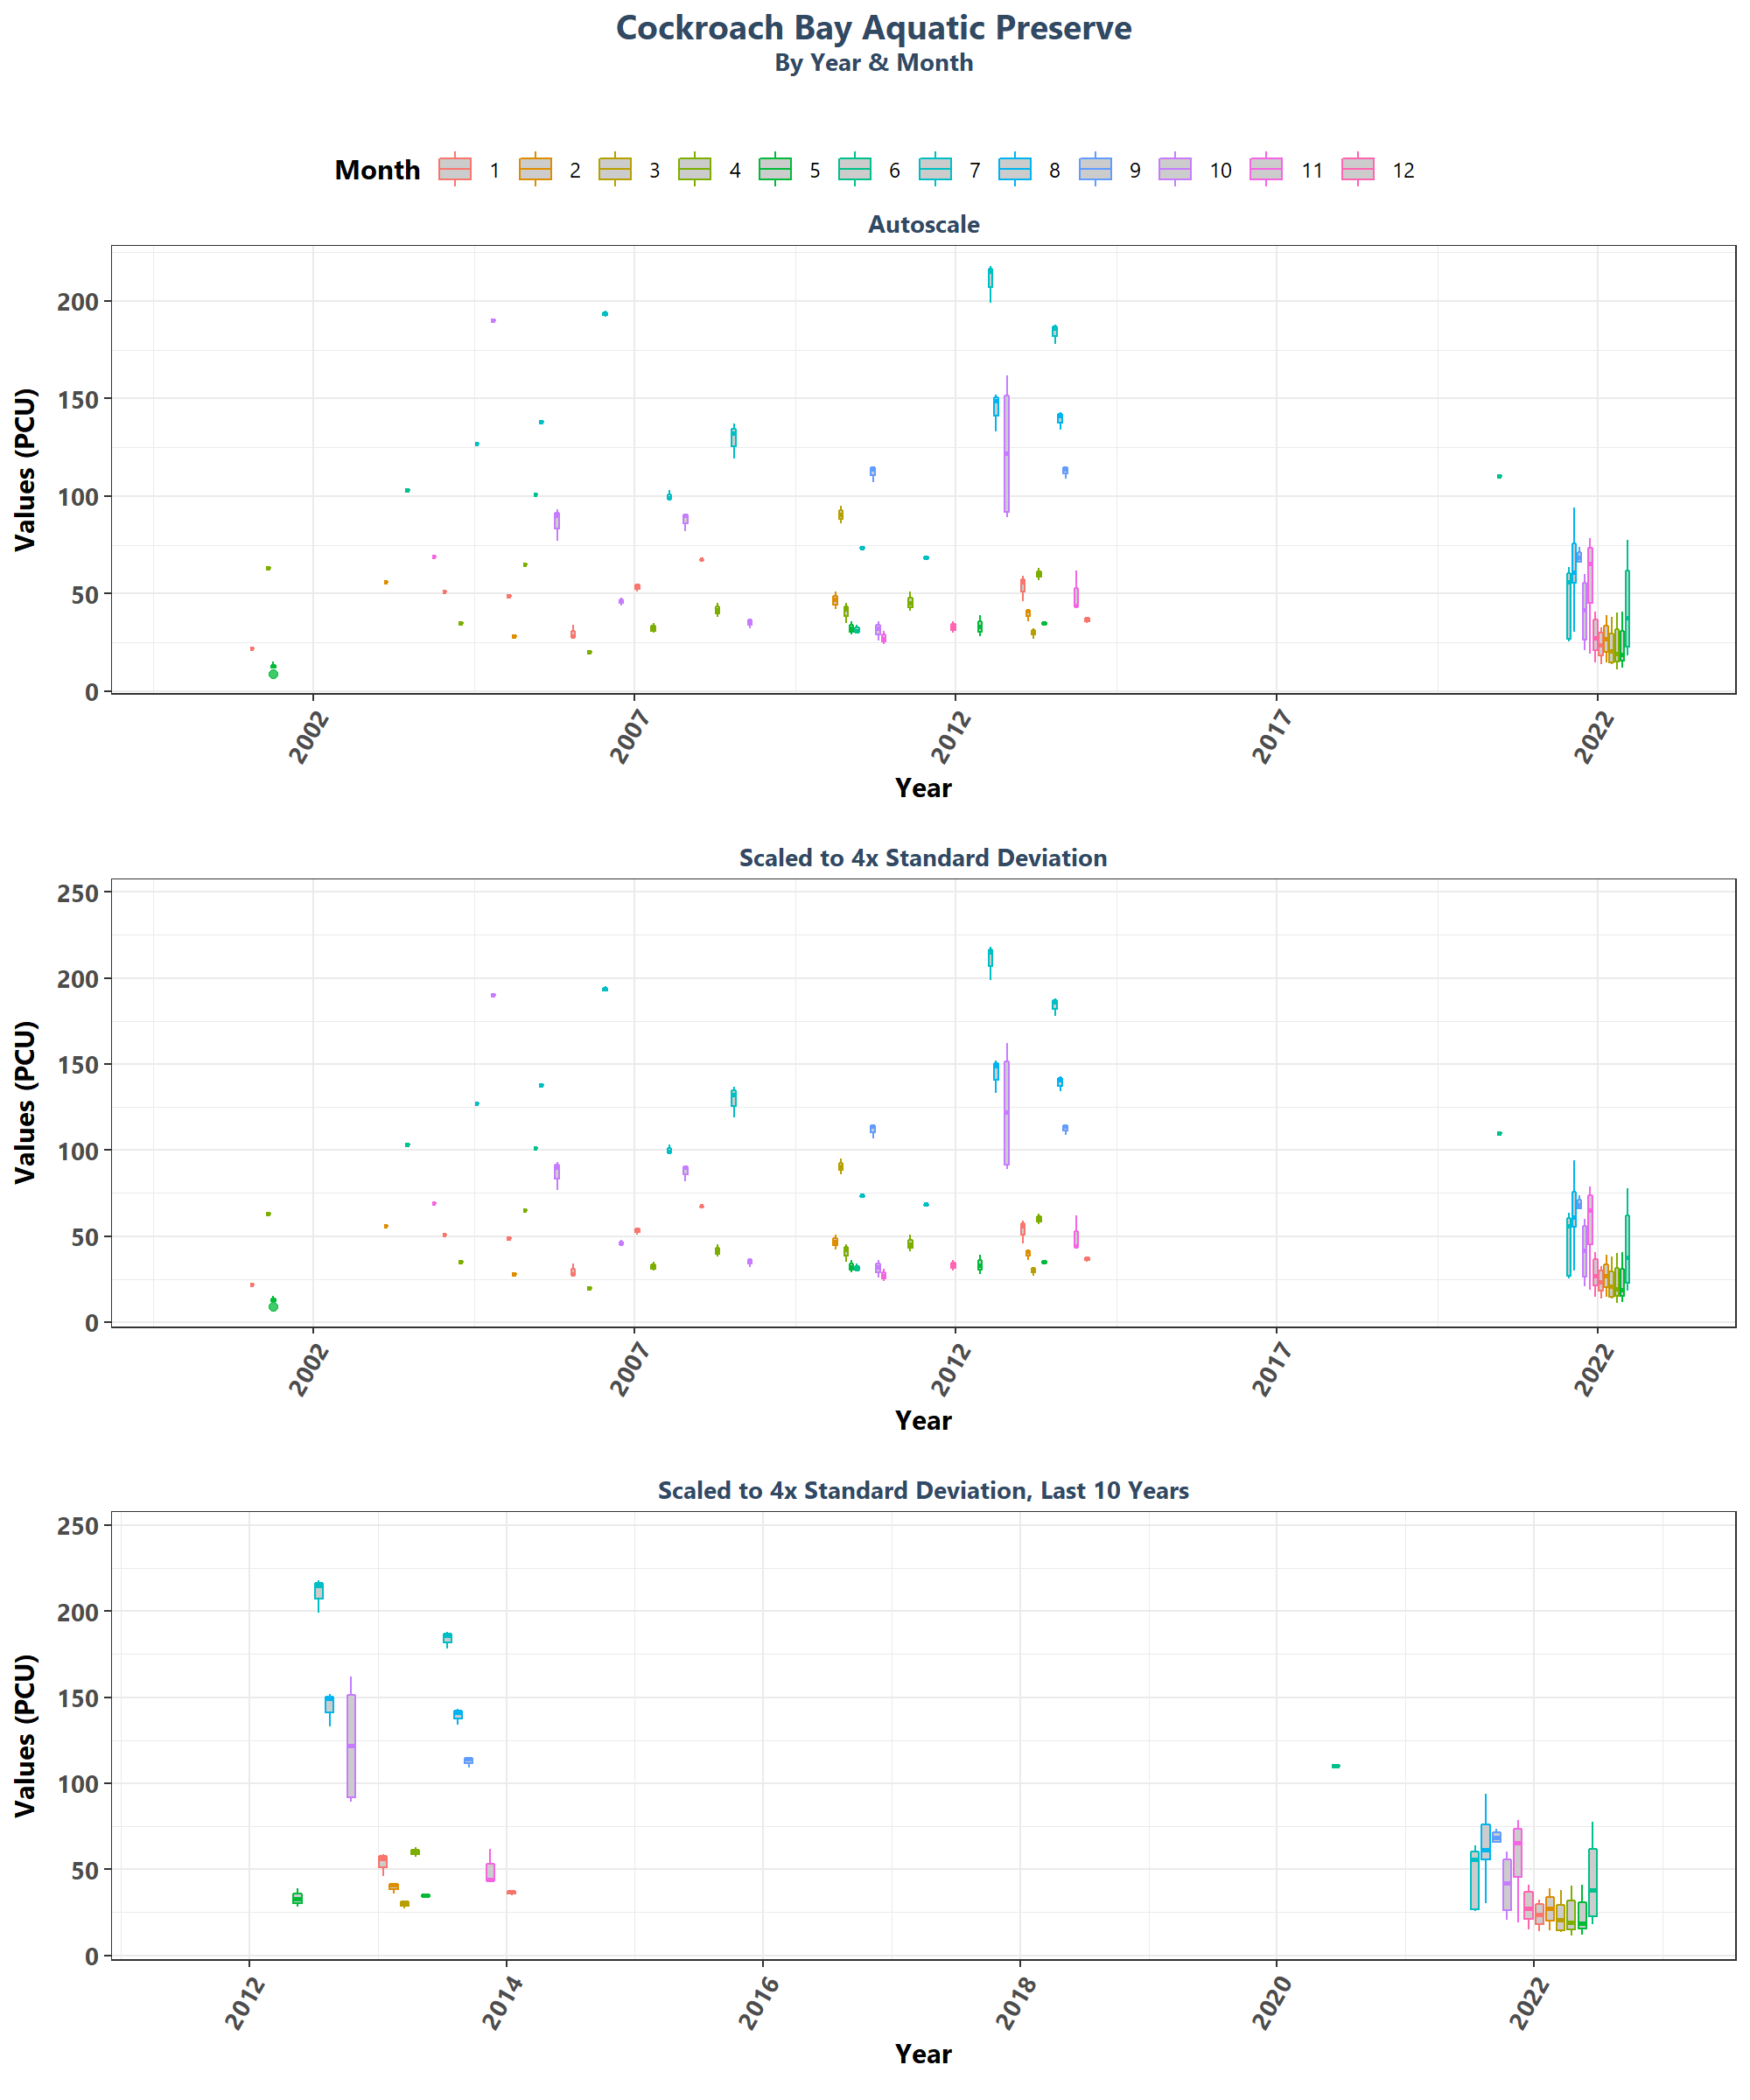 Cockroach Bay Aquatic Preserve
By Year & Month
Month 1 2 3 4 5 6 7 8 9 10 11 12
Autoscale
Values (PCU)
200
150
100
50
0
2002 2007 2012 2017 2022
Year
Scaled to 4x Standard Deviation
Values (PCU)
250
200
150
100
50
0
2002 2007 2012 2017 2022
Year
Scaled to 4x Standard Deviation, Last 10 Years
Values (PCU)
250
200
150
100
50
0
2012 2014 2016 2018 2020 2022
Year